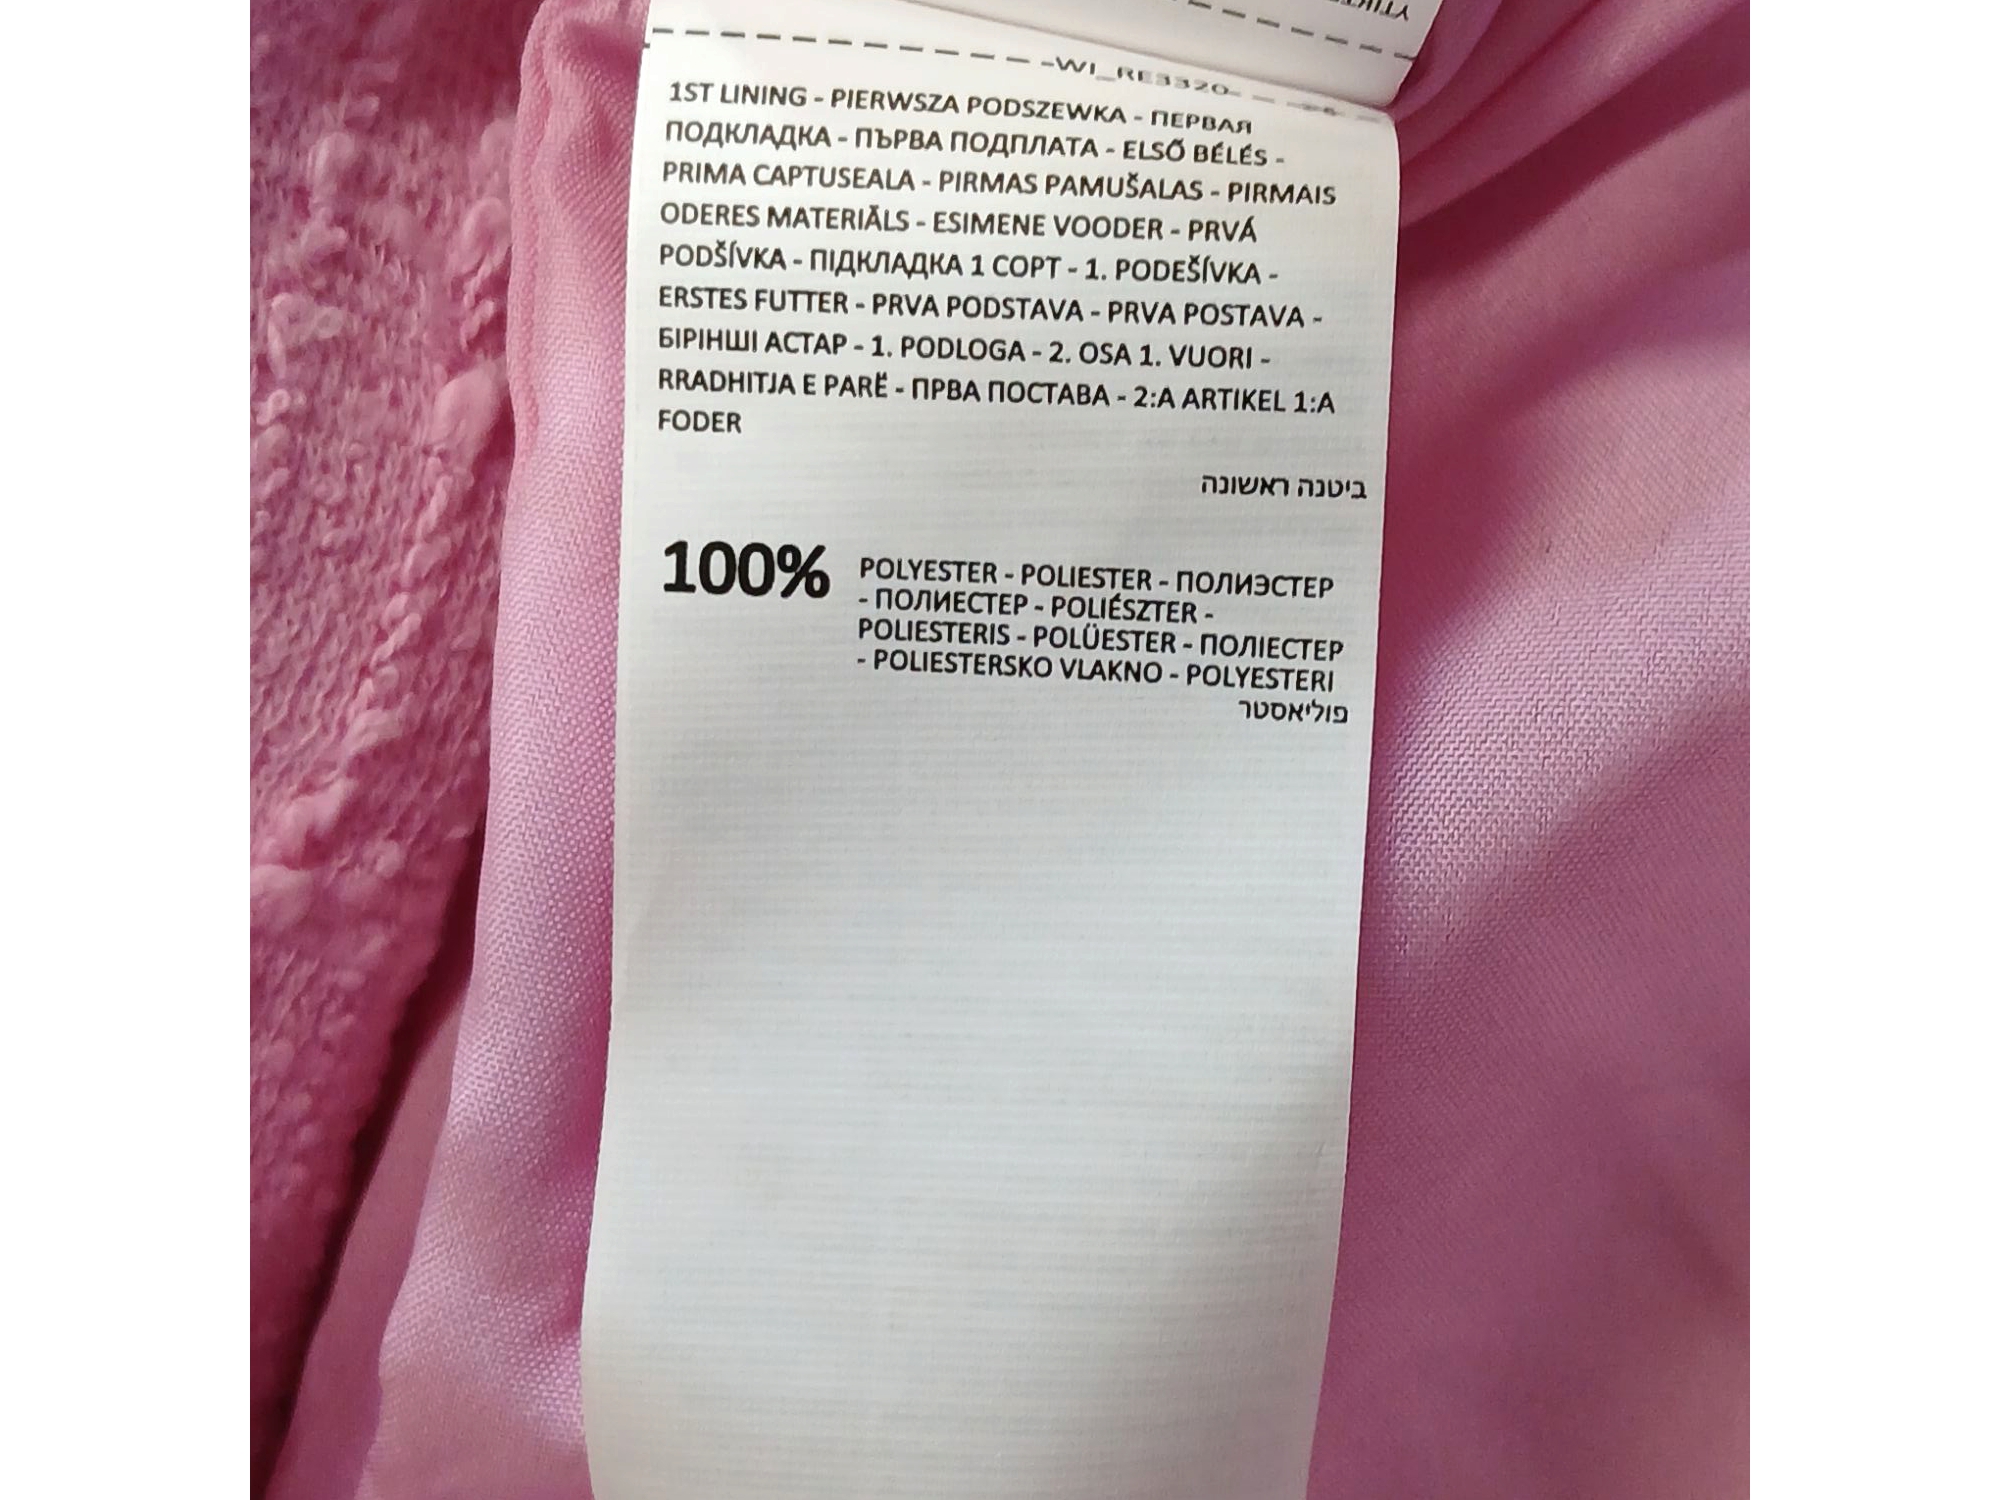 WI_RE3320
1ST LINING - PIERWSZA PODSZEWKA - ПЕРВАЯ
ПОДКЛАДКА - ПЪРВА ПОДПЛАТА - ELSŐ BÉLÉS -
PRIMA CAPTUSEALA - PIRMAS PAMUŠALAS - PIRMAIS
ODERES MATERIĀLS - ESIMENE VOODER - PRVÁ
PODŠÍVKA - ПІДКЛАДКА 1 СОРТ - 1. PODEŠÍVKA -
ERSTES FUTTER - PRVA PODSTAVA - PRVA POSTAVA -
БІРІНШІ АСТАР - 1. PODLOGA - 2. OSA 1. VUORI -
RRADHITJA E PARË - ПРВА ПОСТАВА - 2:A ARTIKEL 1:A
FODER
ביטנה ראשונה
100% POLYESTER - POLIESTER - ПОЛИЭСТЕР
- ПОЛИЕСТЕР - POLIÉSZTER -
POLIESTERIS - POLÜESTER - ПОЛІЕСТЕР
- POLIESTERSKO VLAKNO - POLYESTERI
פוליאסטר